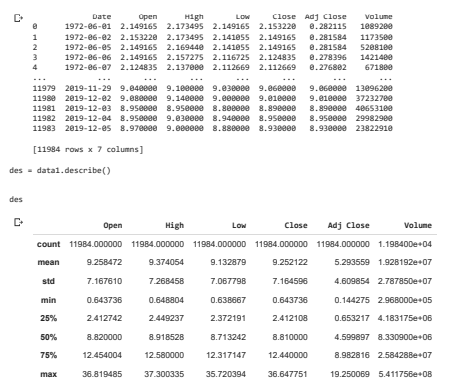 Date Open High Low Close Adj Close Volume
0 1972-06-01 2.149165 2.173495 2.149165 2.153220 0.282115 1089200
1 1972-06-02 2.153220 2.173495 2.141055 2.149165 0.281584 1173500
2 1972-06-05 2.149165 2.169440 2.141055 2.149165 0.281584 5208100
3 1972-06-06 2.149165 2.157275 2.116725 2.124835 0.278396 1421400
4 1972-06-07 2.124835 2.137000 2.112669 2.112669 0.276802 671800
... ... ... ... ... ... ... ...
11979 2019-11-29 9.040000 9.100000 9.030000 9.060000 9.060000 13096200
11980 2019-12-02 9.080000 9.140000 9.000000 9.010000 9.010000 37232700
11981 2019-12-03 8.950000 8.950000 8.800000 8.890000 8.890000 40653100
11982 2019-12-04 8.950000 9.030000 8.940000 8.950000 8.950000 29982900
11983 2019-12-05 8.970000 9.000000 8.880000 8.930000 8.930000 23822910
[11984 rows x 7 columns]
des = data1.describe()
des
Open High Low Close Adj Close Volume
count 11984.000000 11984.000000 11984.000000 11984.000000 11984.000000 1.198400e+04
mean 9.258472 9.374054 9.132879 9.252122 5.293559 1.928192e+07
std 7.167610 7.268458 7.067798 7.164596 4.609854 2.787850e+07
min 0.643736 0.648804 0.638667 0.643736 0.144275 2.968000e+05
25% 2.412742 2.449237 2.372191 2.412108 0.653217 4.183175e+06
50% 8.820000 8.918528 8.713242 8.810000 4.599897 8.330900e+06
75% 12.454004 12.580000 12.317147 12.440000 8.982816 2.584288e+07
max 36.819485 37.300335 35.720394 36.647751 19.250069 5.411756e+08